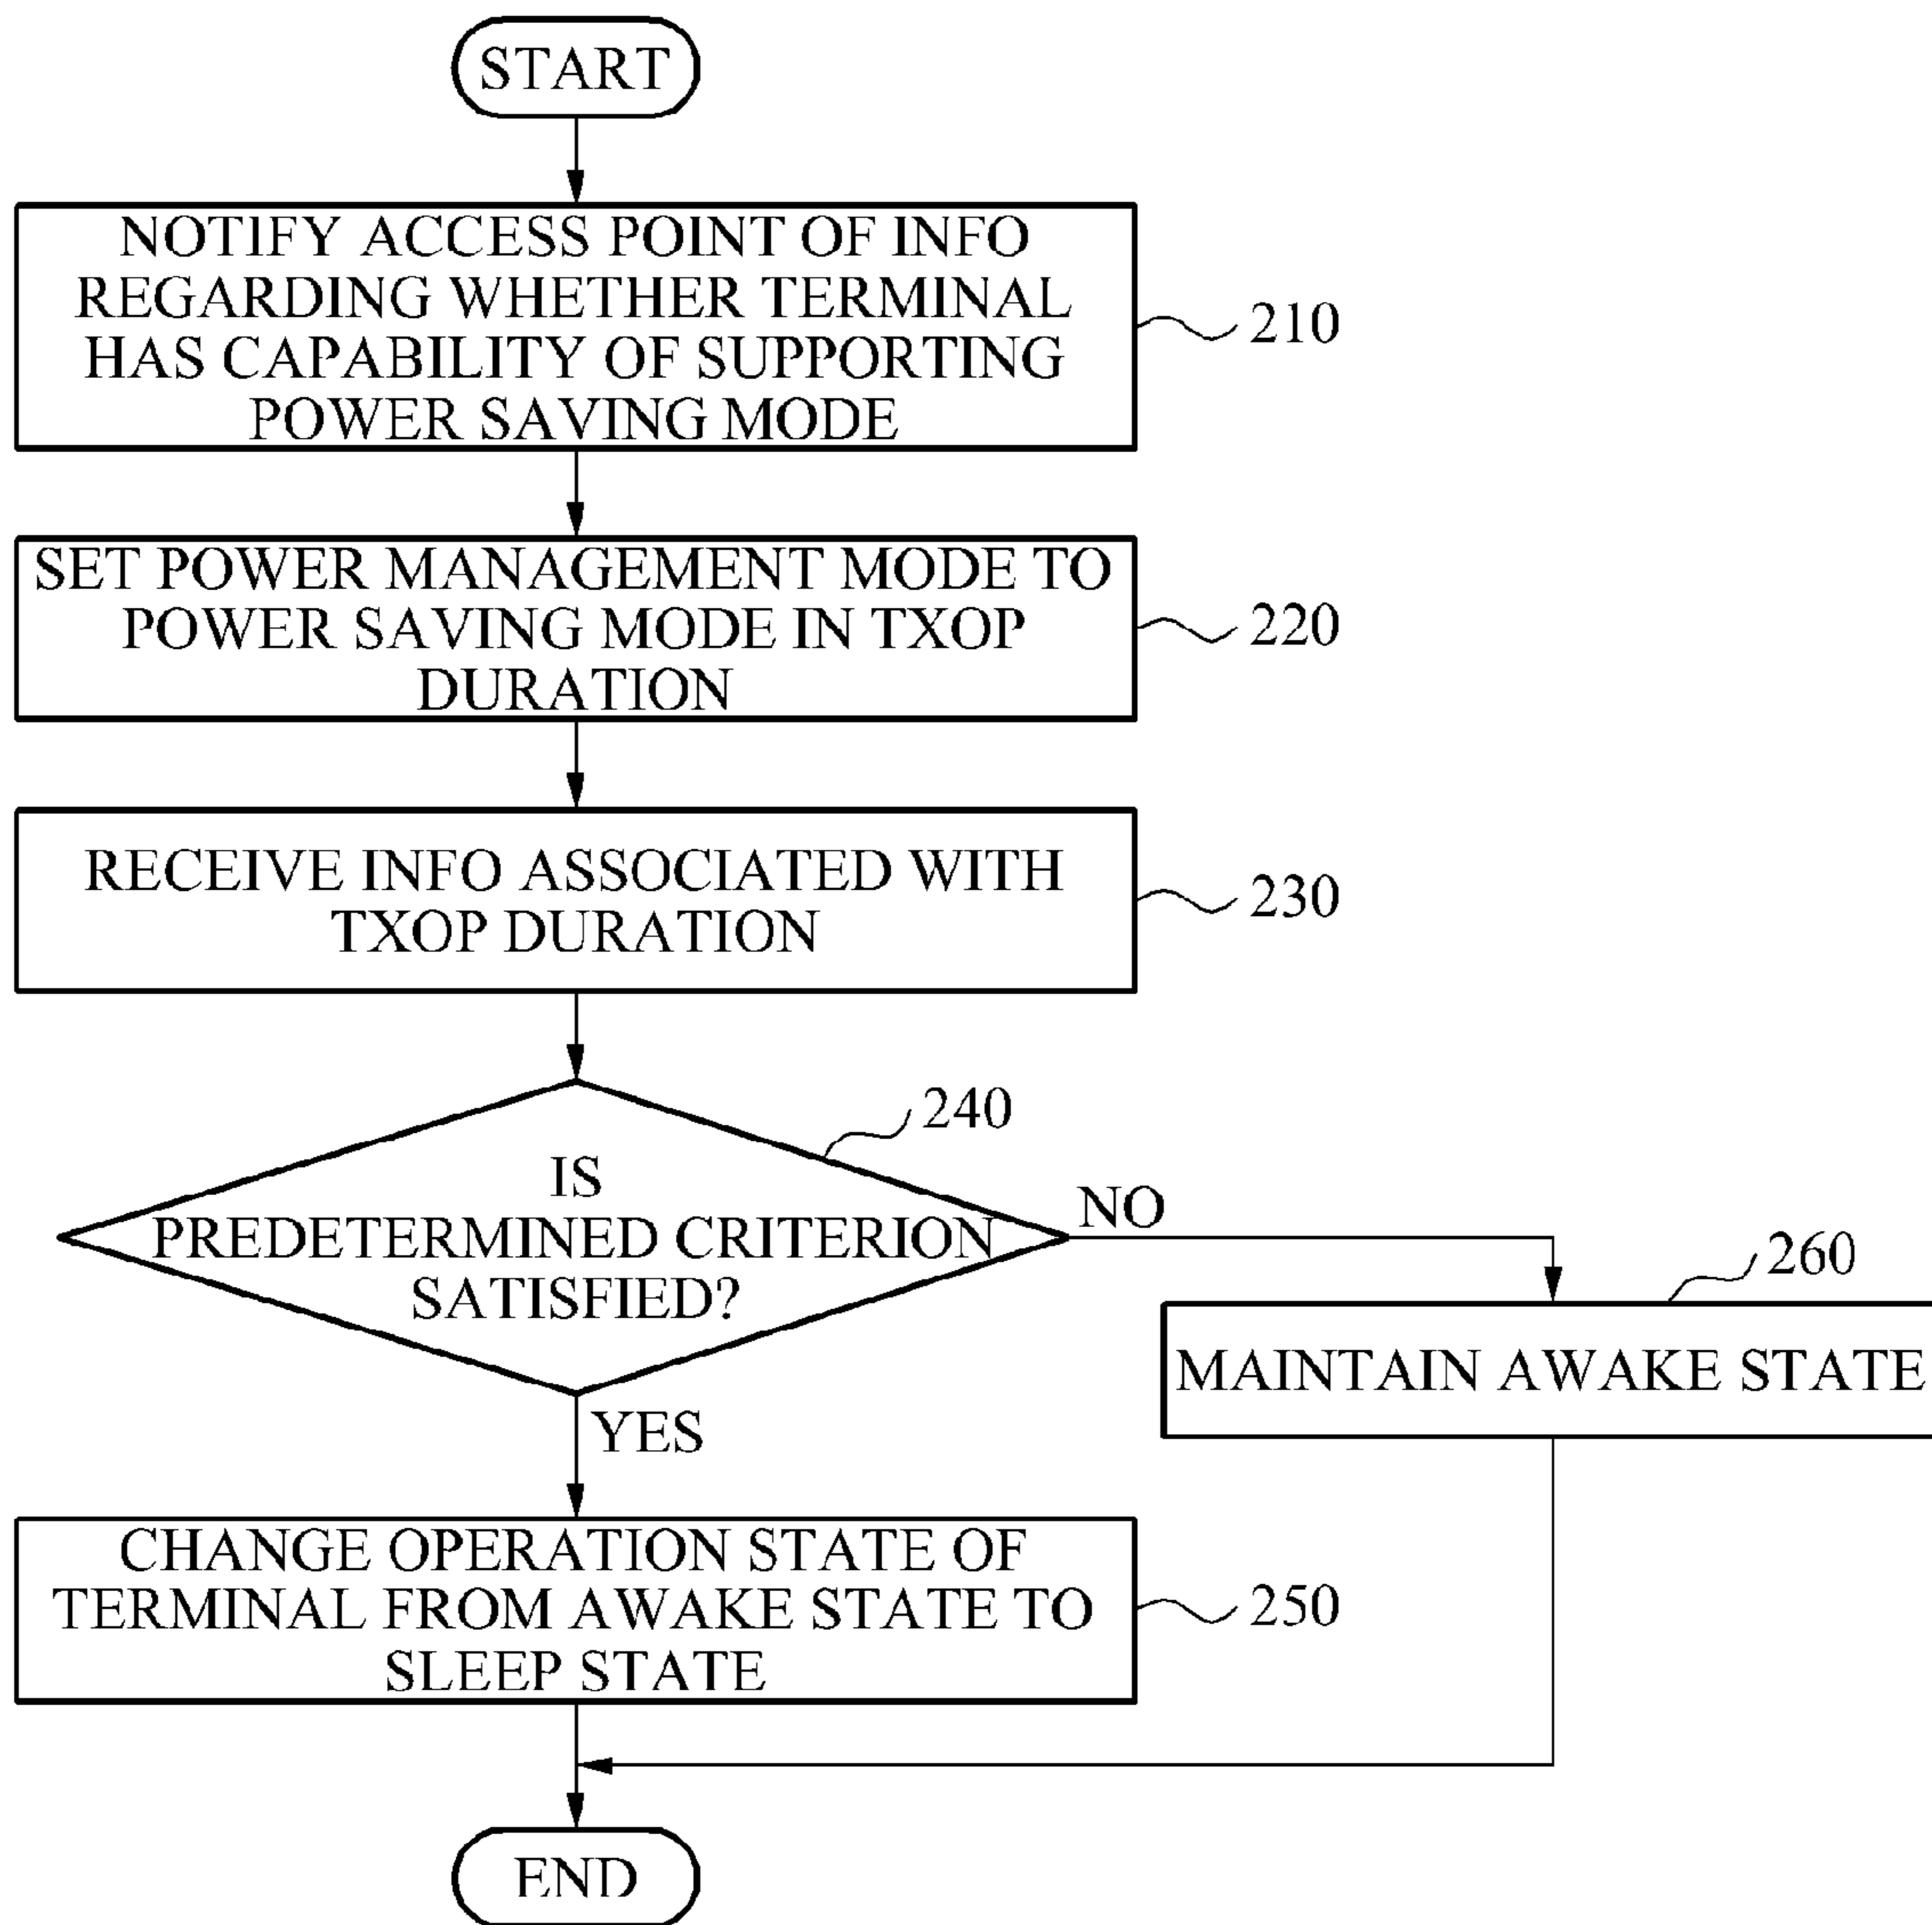 START
NOTIFY ACCESS POINT OF INFO
REGARDING WHETHER TERMINAL
HAS CAPABILITY OF SUPPORTING
POWER SAVING MODE
210
SET POWER MANAGEMENT MODE TO
POWER SAVING MODE IN TXOP
DURATION
220
RECEIVE INFO ASSOCIATED WITH
TXOP DURATION
230
240
IS
PREDETERMINED CRITERION
SATISFIED?
NO
260
MAINTAIN AWAKE STATE
YES
CHANGE OPERATION STATE OF
TERMINAL FROM AWAKE STATE TO
SLEEP STATE
250
END